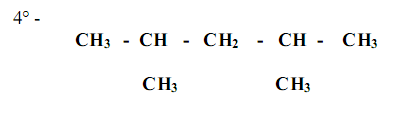 4° -
CH₃ - CH - CH₂ - CH - CH₃
CH₃ CH₃